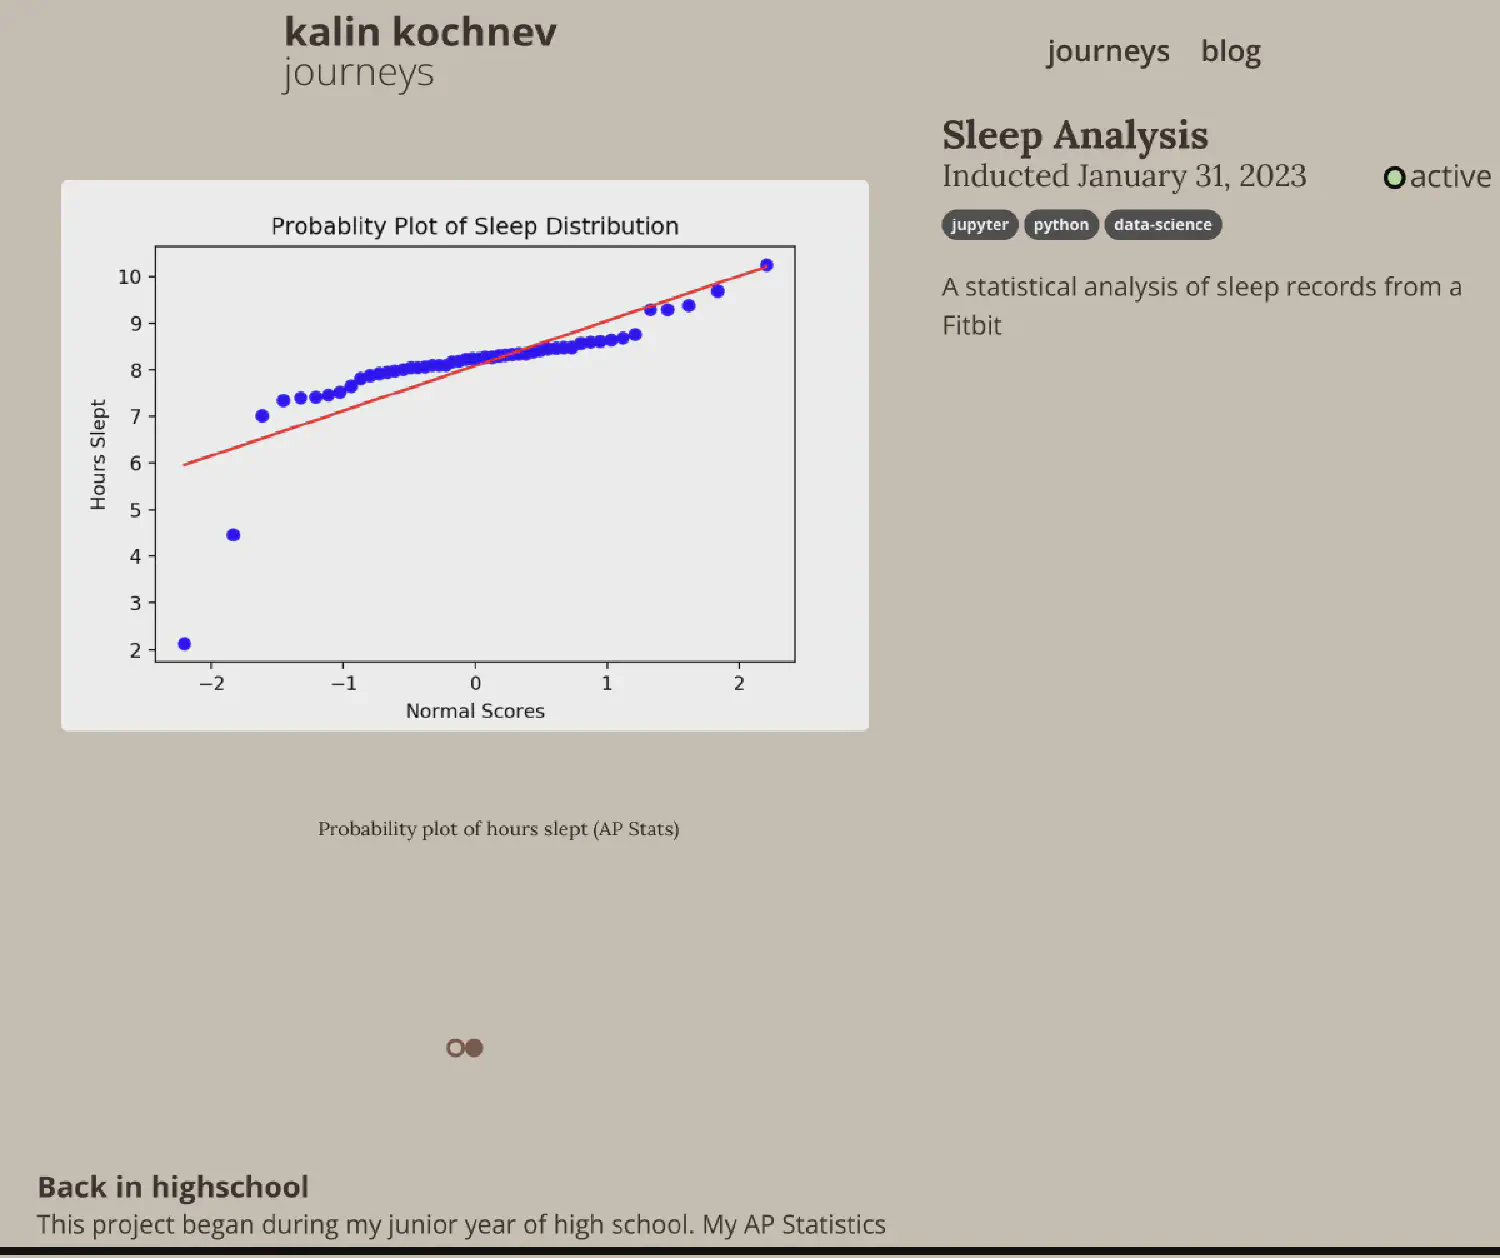 kalin kochnev
journeys
journeys blog
Sleep Analysis
Inducted January 31, 2023
active
jupyter python data-science
A statistical analysis of sleep records from a
Fitbit
Probablity Plot of Sleep Distribution
10
9
8
7
6
5
4
3
2
Hours Slept
−2 −1 0 1 2
Normal Scores
Probability plot of hours slept (AP Stats)
Back in highschool
This project began during my junior year of high school. My AP Statistics